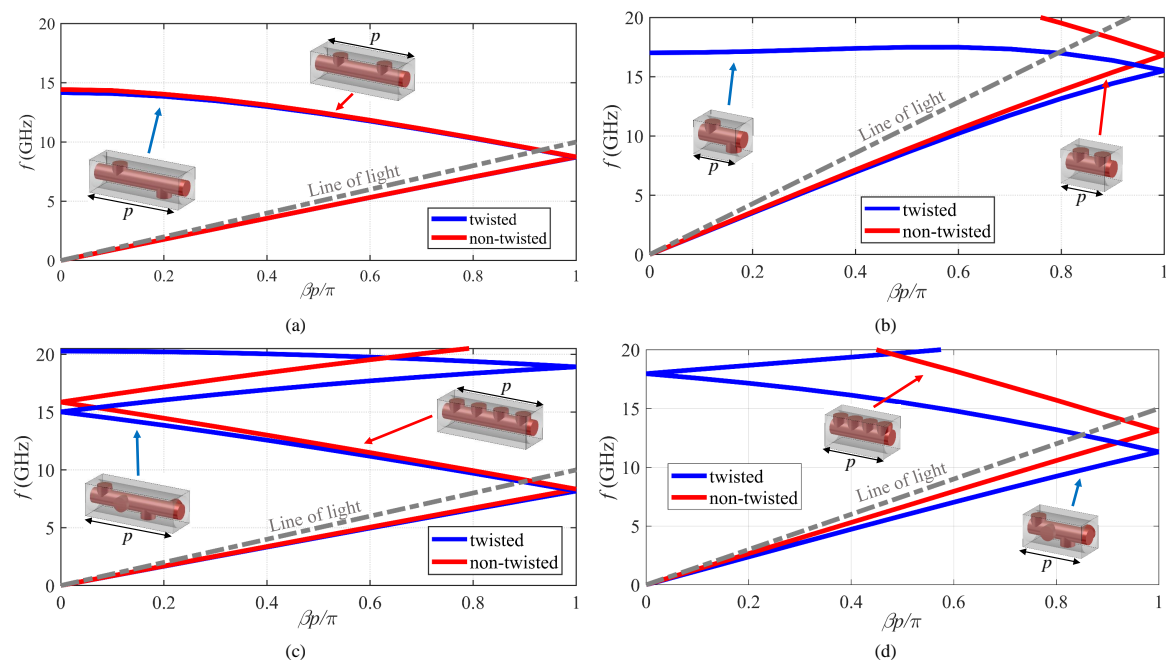 20
15
10
5
0
f (GHz)
p
p
Line of light
twisted
non-twisted
0
0.2
0.4
0.6
0.8
1
βp/π
(a)
20
15
10
5
0
f (GHz)
Line of light
p
p
twisted
non-twisted
0
0.2
0.4
0.6
0.8
1
βp/π
(b)
20
15
10
5
0
f (GHz)
p
p
Line of light
twisted
non-twisted
0
0.2
0.4
0.6
0.8
1
βp/π
(c)
20
15
10
5
0
f (GHz)
p
Line of light
twisted
non-twisted
p
0
0.2
0.4
0.6
0.8
1
βp/π
(d)